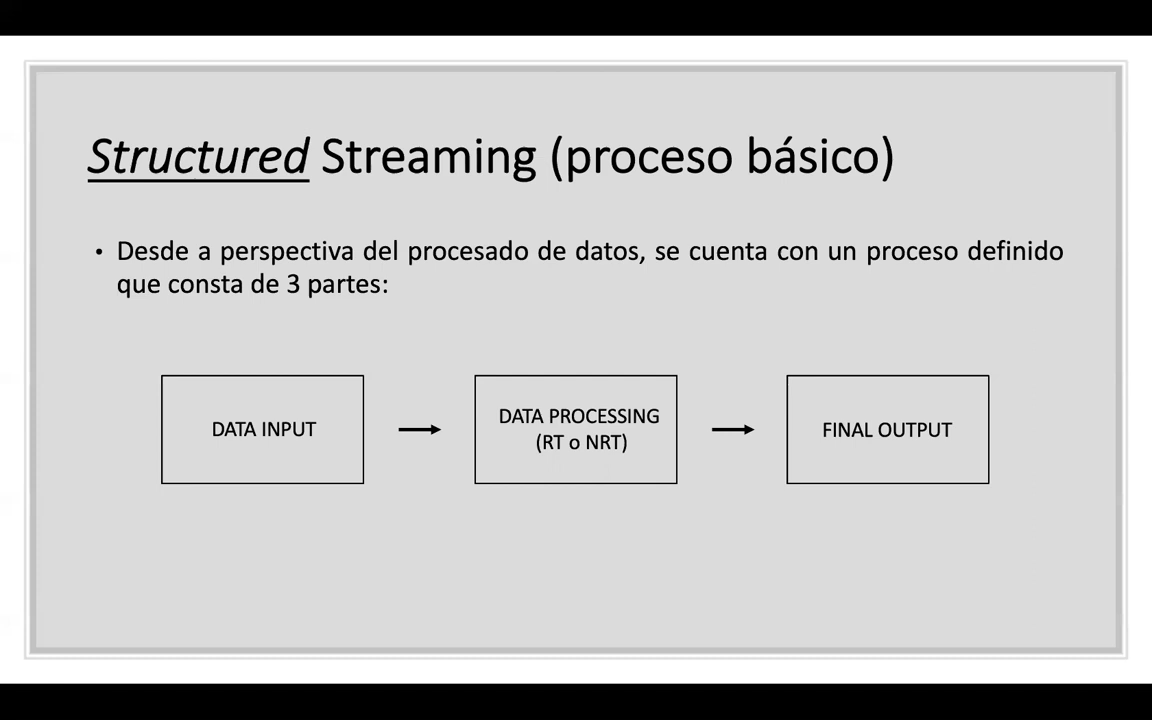 Structured Streaming (proceso básico)
• Desde a perspectiva del procesado de datos, se cuenta con un proceso definido
que consta de 3 partes:
DATA INPUT
DATA PROCESSING
(RT o NRT)
FINAL OUTPUT